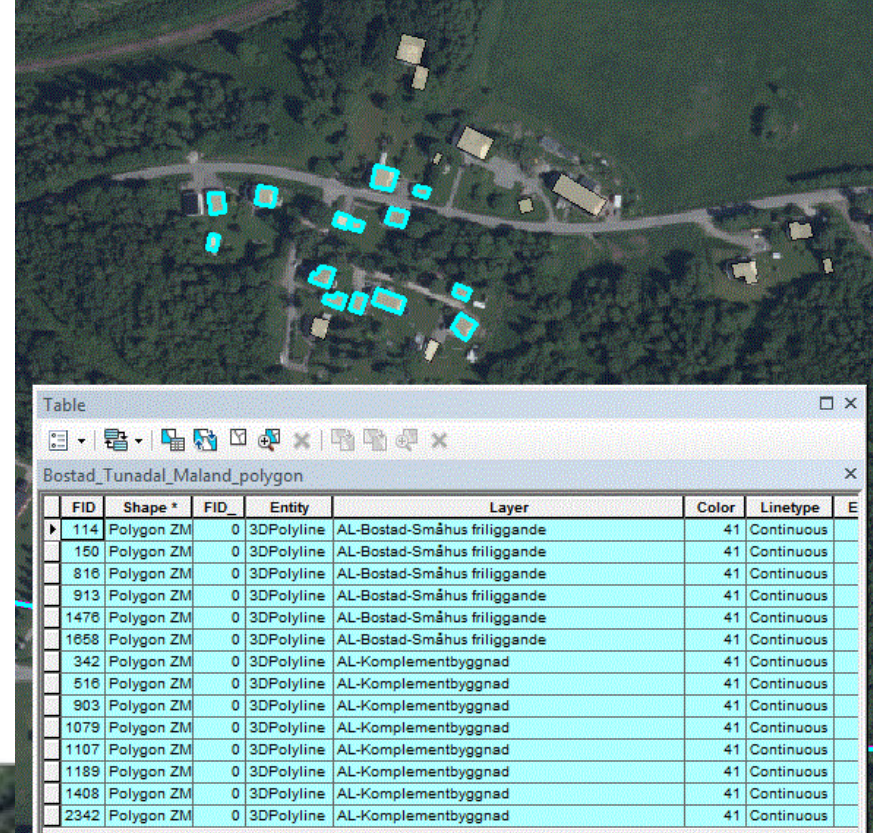 Table
Bostad_Tunadal_Maland_polygon
FID Shape * FID_ Entity Layer Color Linetype E
114 Polygon ZM 0 3DPolyline AL-Bostad-Småhus friliggande 41 Continuous
150 Polygon ZM 0 3DPolyline AL-Bostad-Småhus friliggande 41 Continuous
816 Polygon ZM 0 3DPolyline AL-Bostad-Småhus friliggande 41 Continuous
913 Polygon ZM 0 3DPolyline AL-Bostad-Småhus friliggande 41 Continuous
1476 Polygon ZM 0 3DPolyline AL-Bostad-Småhus friliggande 41 Continuous
1658 Polygon ZM 0 3DPolyline AL-Bostad-Småhus friliggande 41 Continuous
342 Polygon ZM 0 3DPolyline AL-Komplementbyggnad 41 Continuous
516 Polygon ZM 0 3DPolyline AL-Komplementbyggnad 41 Continuous
903 Polygon ZM 0 3DPolyline AL-Komplementbyggnad 41 Continuous
1079 Polygon ZM 0 3DPolyline AL-Komplementbyggnad 41 Continuous
1107 Polygon ZM 0 3DPolyline AL-Komplementbyggnad 41 Continuous
1189 Polygon ZM 0 3DPolyline AL-Komplementbyggnad 41 Continuous
1408 Polygon ZM 0 3DPolyline AL-Komplementbyggnad 41 Continuous
2342 Polygon ZM 0 3DPolyline AL-Komplementbyggnad 41 Continuous